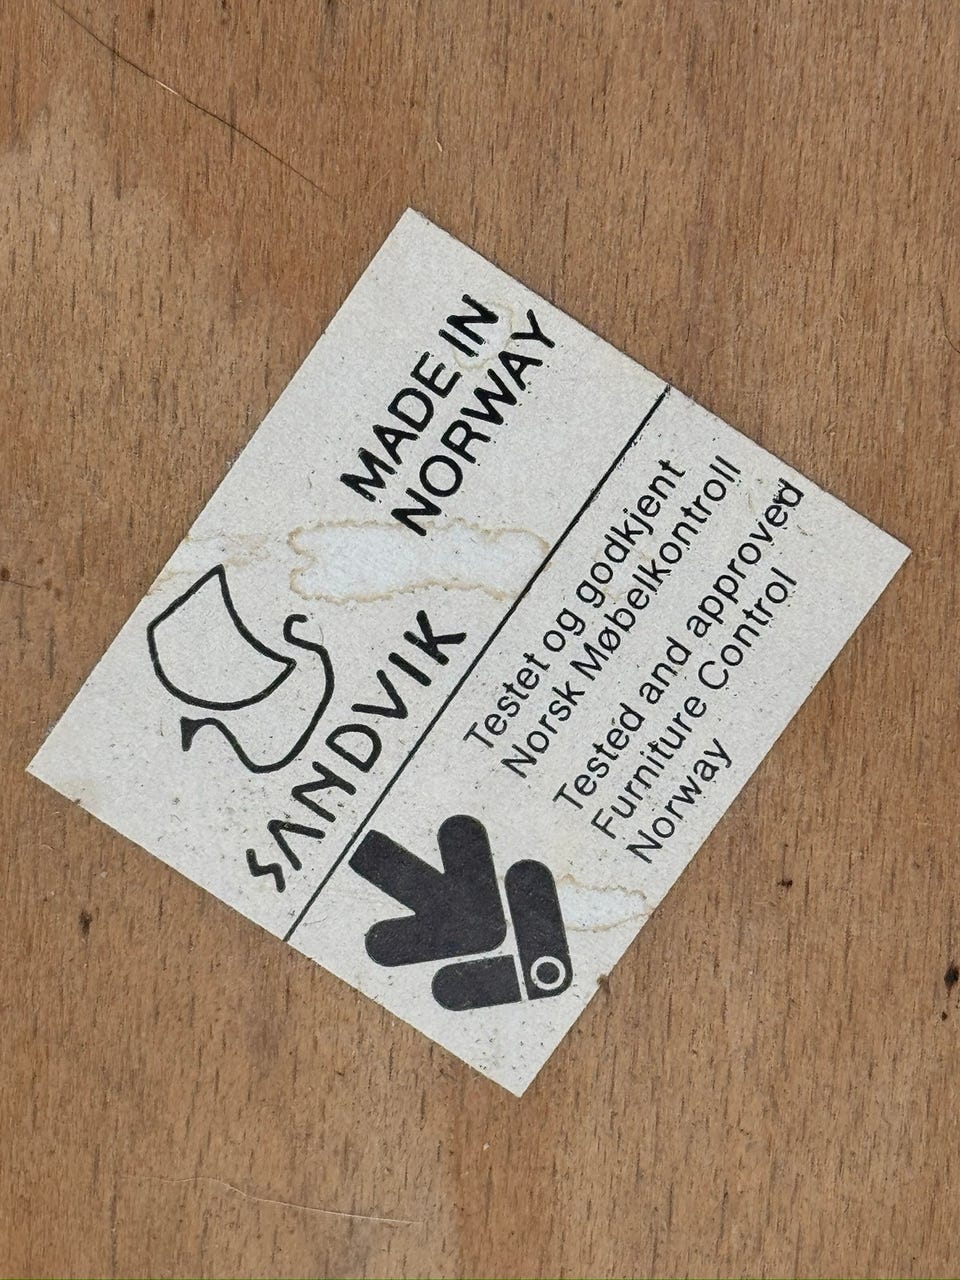 SANDVIK
MADE IN
NORWAY
Testet og godkjent
Norsk Møbelkontroll
Tested and approved
Furniture Control
Norway